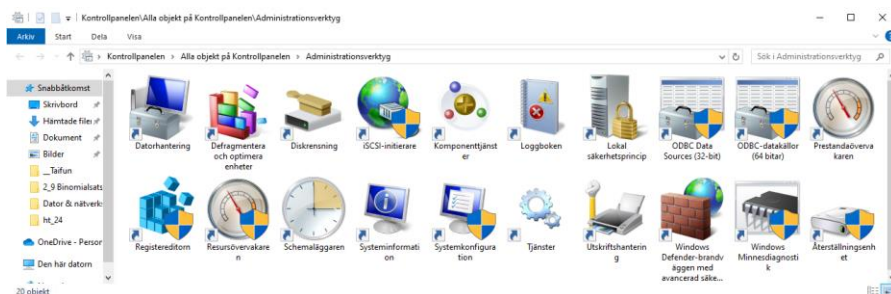 Kontrollpanelen\Alla objekt på Kontrollpanelen\Administrationsverktyg
Arkiv Start Dela Visa
Kontrollpanelen > Alla objekt på Kontrollpanelen > Administrationsverktyg
Sök i Administrationsverktyg
Snabbåtkomst
Skrivbord
Hämtade filer
Dokument
Bilder
__Taifun
2_9 Binomialsats
Dator & nätverk
ht_24
OneDrive - Person
Den här datorn
Datorhantering
Defragmentera
och optimera
enheter
Diskrensning
iSCSI-initierare
Komponenttjänst
er
Loggboken
Lokal
säkerhetsprincip
ODBC Data
Sources (32-bit)
ODBC-datakällor
(64 bitar)
Prestandaöverva
karen
Registereditorn
Resursövervakare
n
Schemaläggaren
Systeminformati
on
Systemkonfigura
tion
Tjänster
Utskriftshanterin
g
Windows
Defender-brandv
äggen med
avancerad säke...
Windows
Minnesdiagnosti
k
Återställningsenh
et
20 objekt